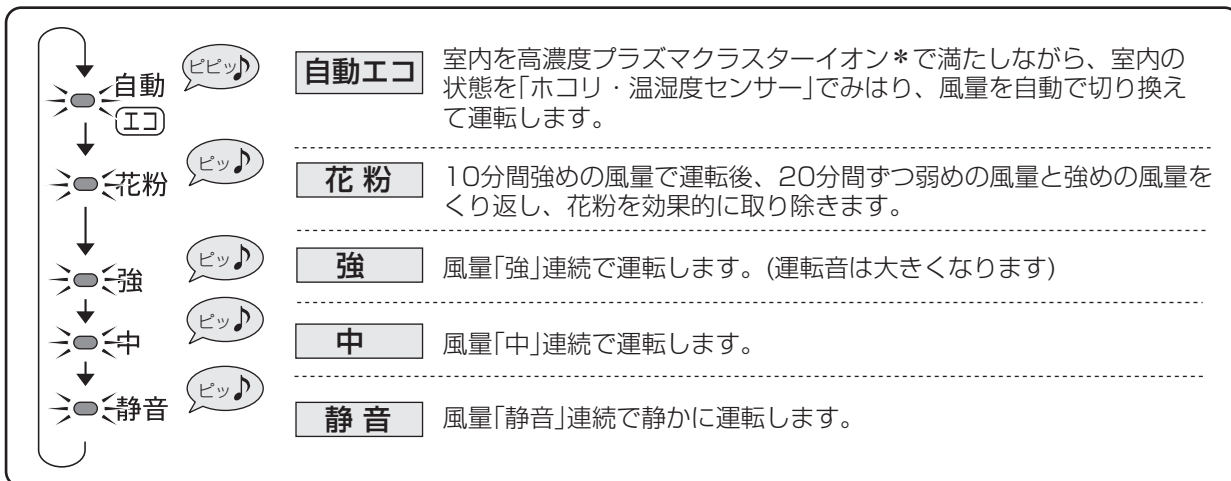 自動
エコ
ピピッ♪
自動エコ
室内を高濃度プラズマクラスターイオン＊で満たしながら、室内の
状態を｢ホコリ・温湿度センサー｣でみはり、風量を自動で切り換え
て運転します。
花粉
ピッ♪
花 粉
10分間強めの風量で運転後、20分間ずつ弱めの風量と強めの風量を
くり返し、花粉を効果的に取り除きます。
強
ピッ♪
強
風量｢強｣連続で運転します。(運転音は大きくなります)
中
ピッ♪
中
風量｢中｣連続で運転します。
静音
ピッ♪
静 音
風量｢静音｣連続で静かに運転します。